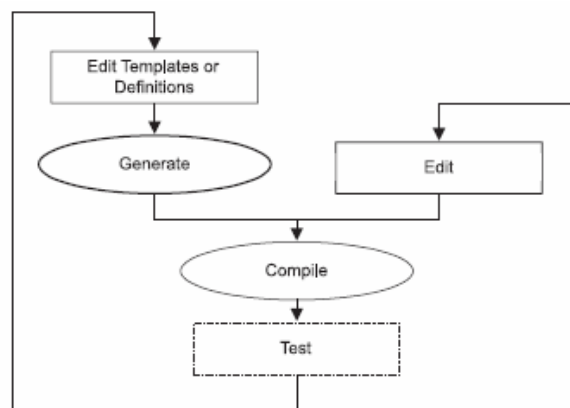 Edit Templates or
Definitions
Generate
Edit
Compile
Test